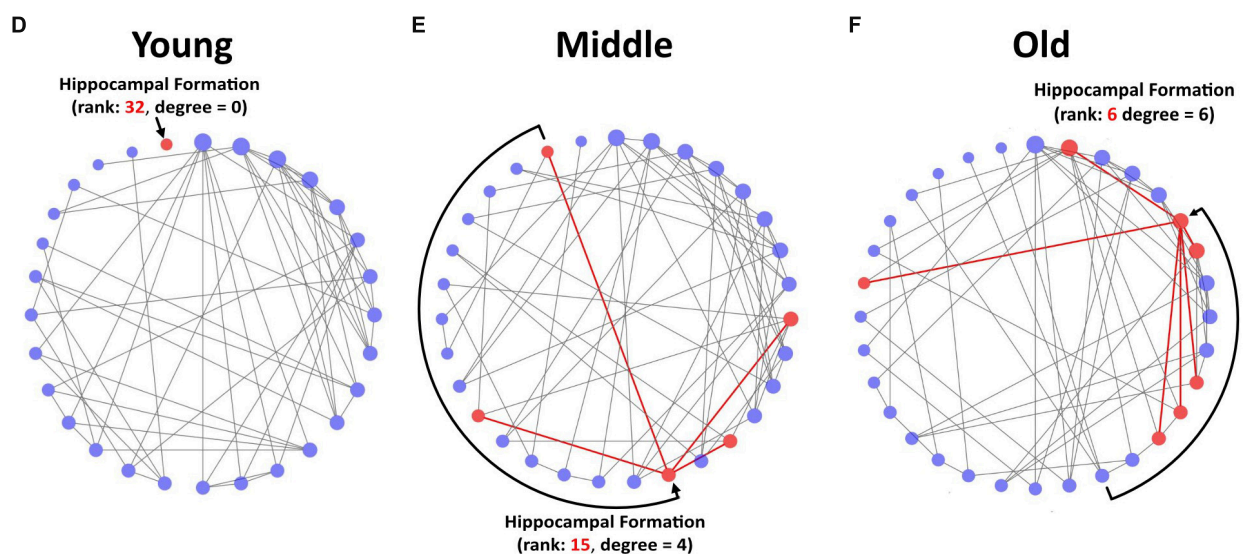 D
Young
Hippocampal Formation
(rank: 32, degree = 0)
E
Middle
Hippocampal Formation
(rank: 15, degree = 4)
F
Old
Hippocampal Formation
(rank: 6 degree = 6)